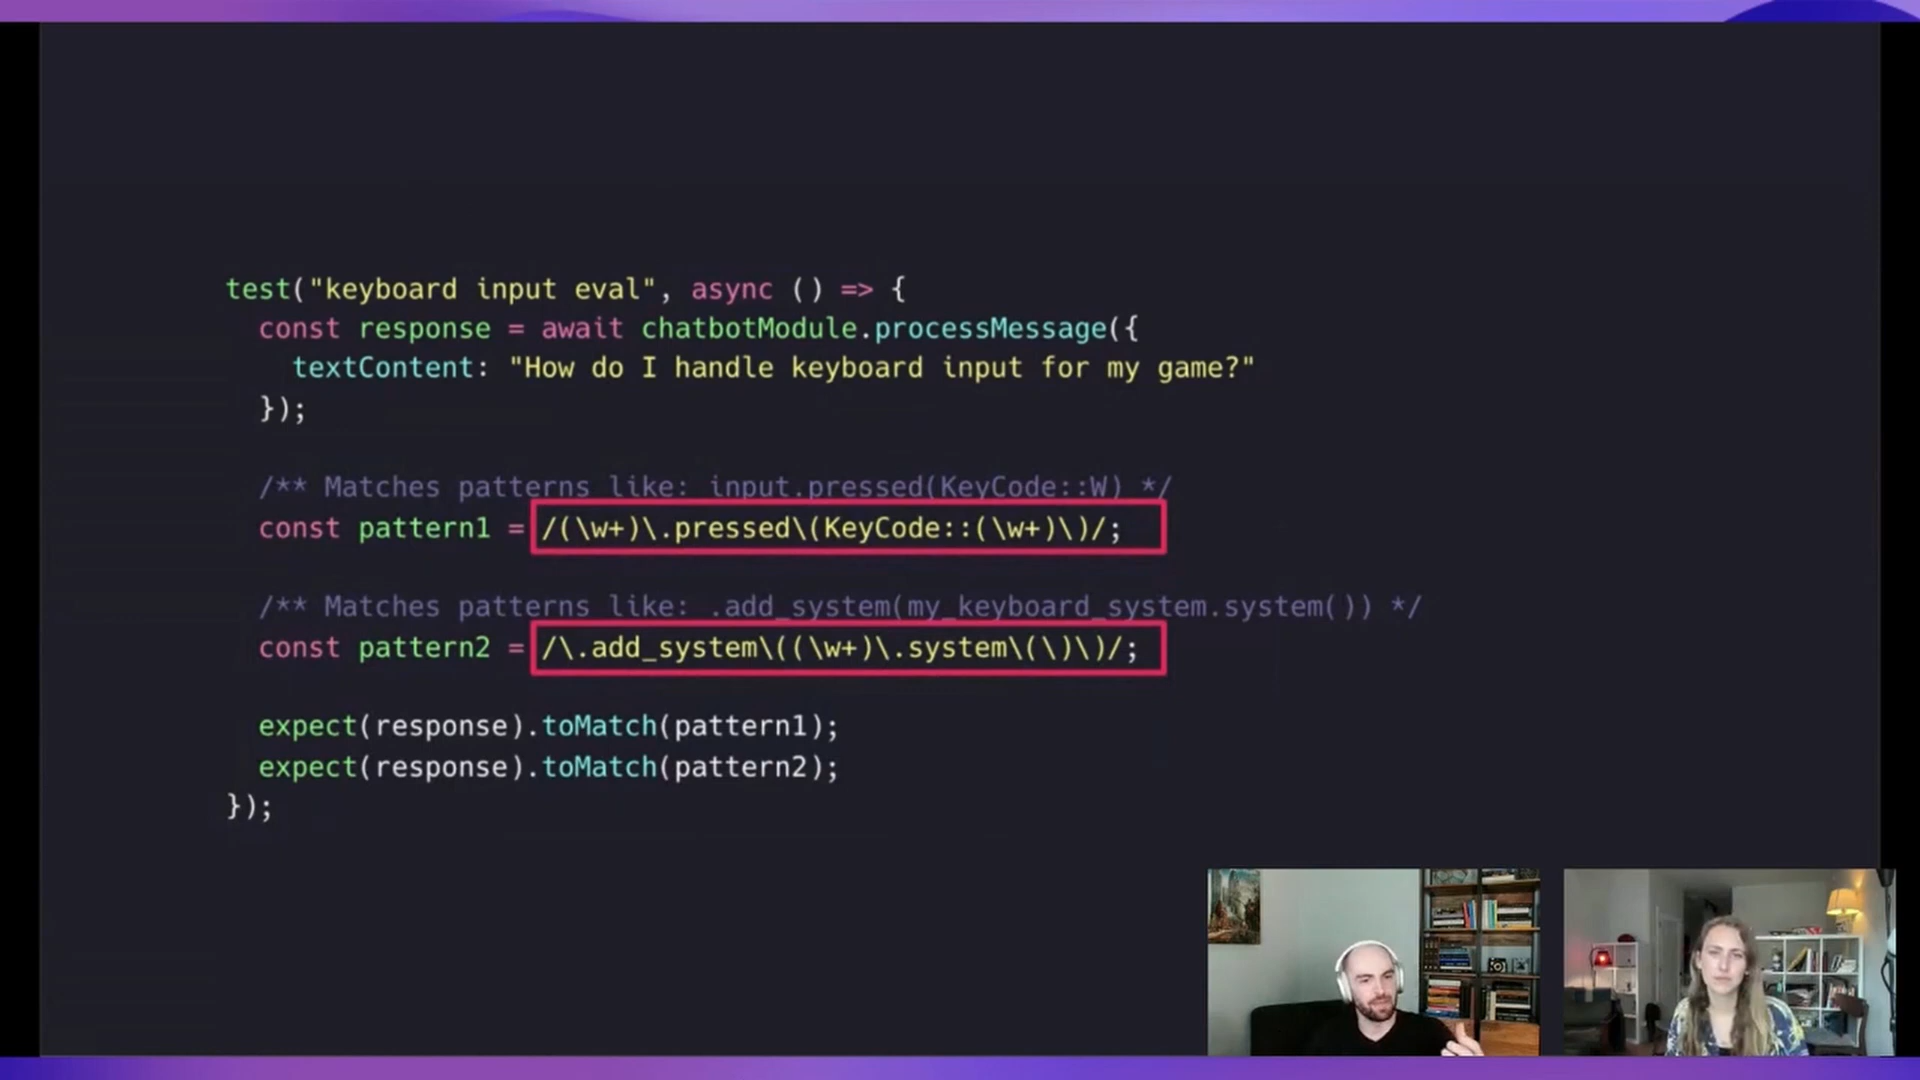 test("keyboard input eval", async () => {
const response = await chatbotModule.processMessage({
textContent: "How do I handle keyboard input for my game?"
});
/** Matches patterns like: input.pressed(KeyCode::W) */
const pattern1 = /(\w+)\.pressed\(KeyCode::(\w+)\)/;
/** Matches patterns like: .add_system(my_keyboard_system.system()) */
const pattern2 = /\.add_system\((\w+)\.system\(\)\)/;
expect(response).toMatch(pattern1);
expect(response).toMatch(pattern2);
});